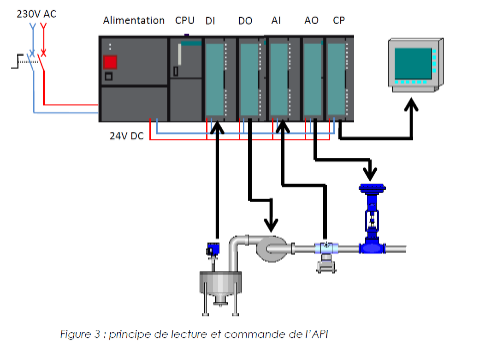 230V AC
Alimentation CPU DI DO AI AO CP
24V DC
Figure 3 : principe de lecture et commande de l'API